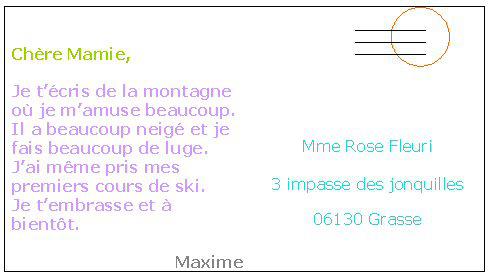 Chère Mamie,
Je t’écris de la montagne
où je m’amuse beaucoup.
Il a beaucoup neigé et je
fais beaucoup de luge.
J’ai même pris mes
premiers cours de ski.
Je t’embrasse et à
bientôt.
Maxime
Mme Rose Fleuri
3 impasse des jonquilles
06130 Grasse